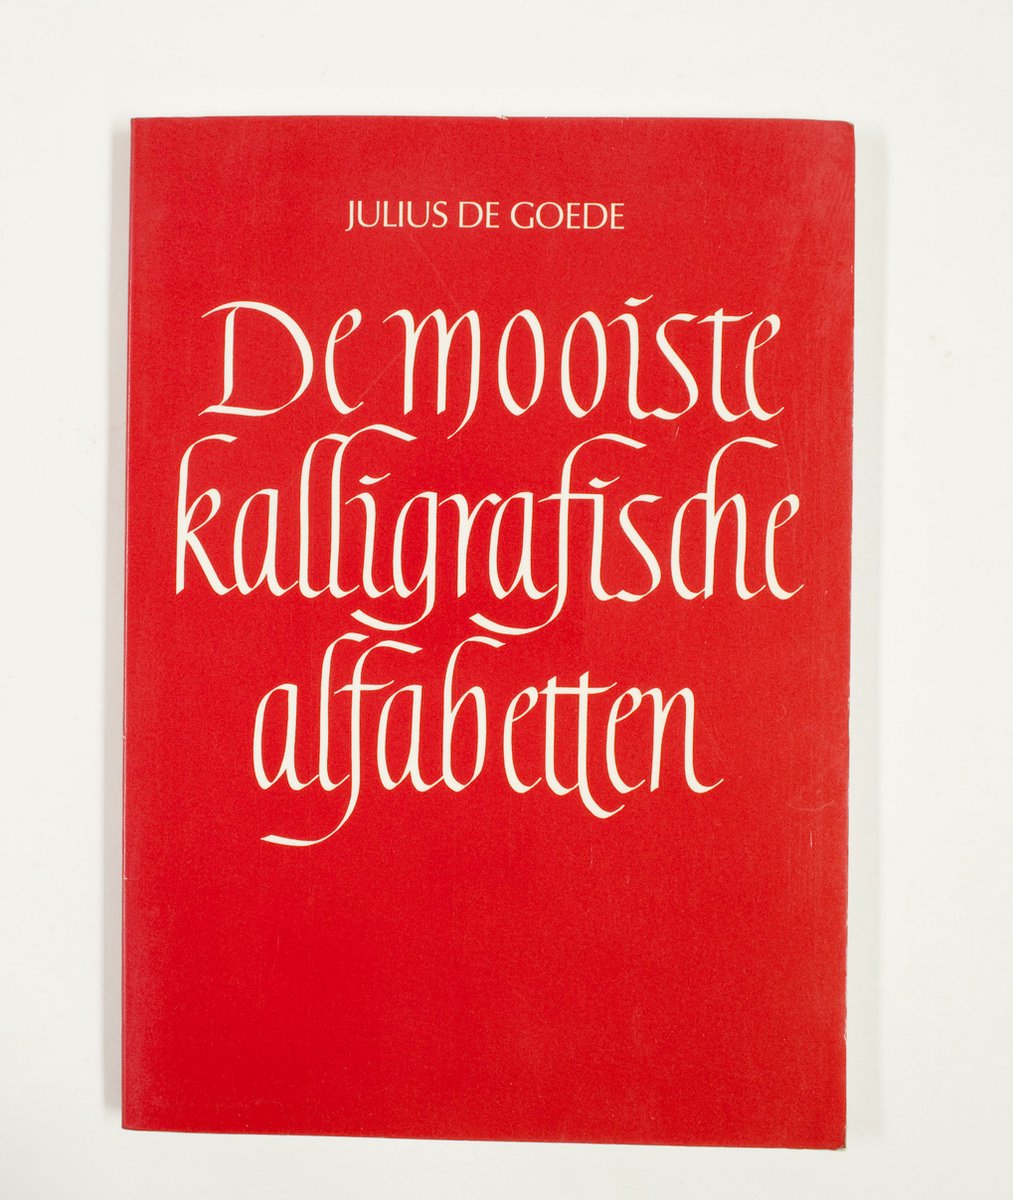 JULIUS DE GOEDE
De mooiste
kalligrafische
alfabetten